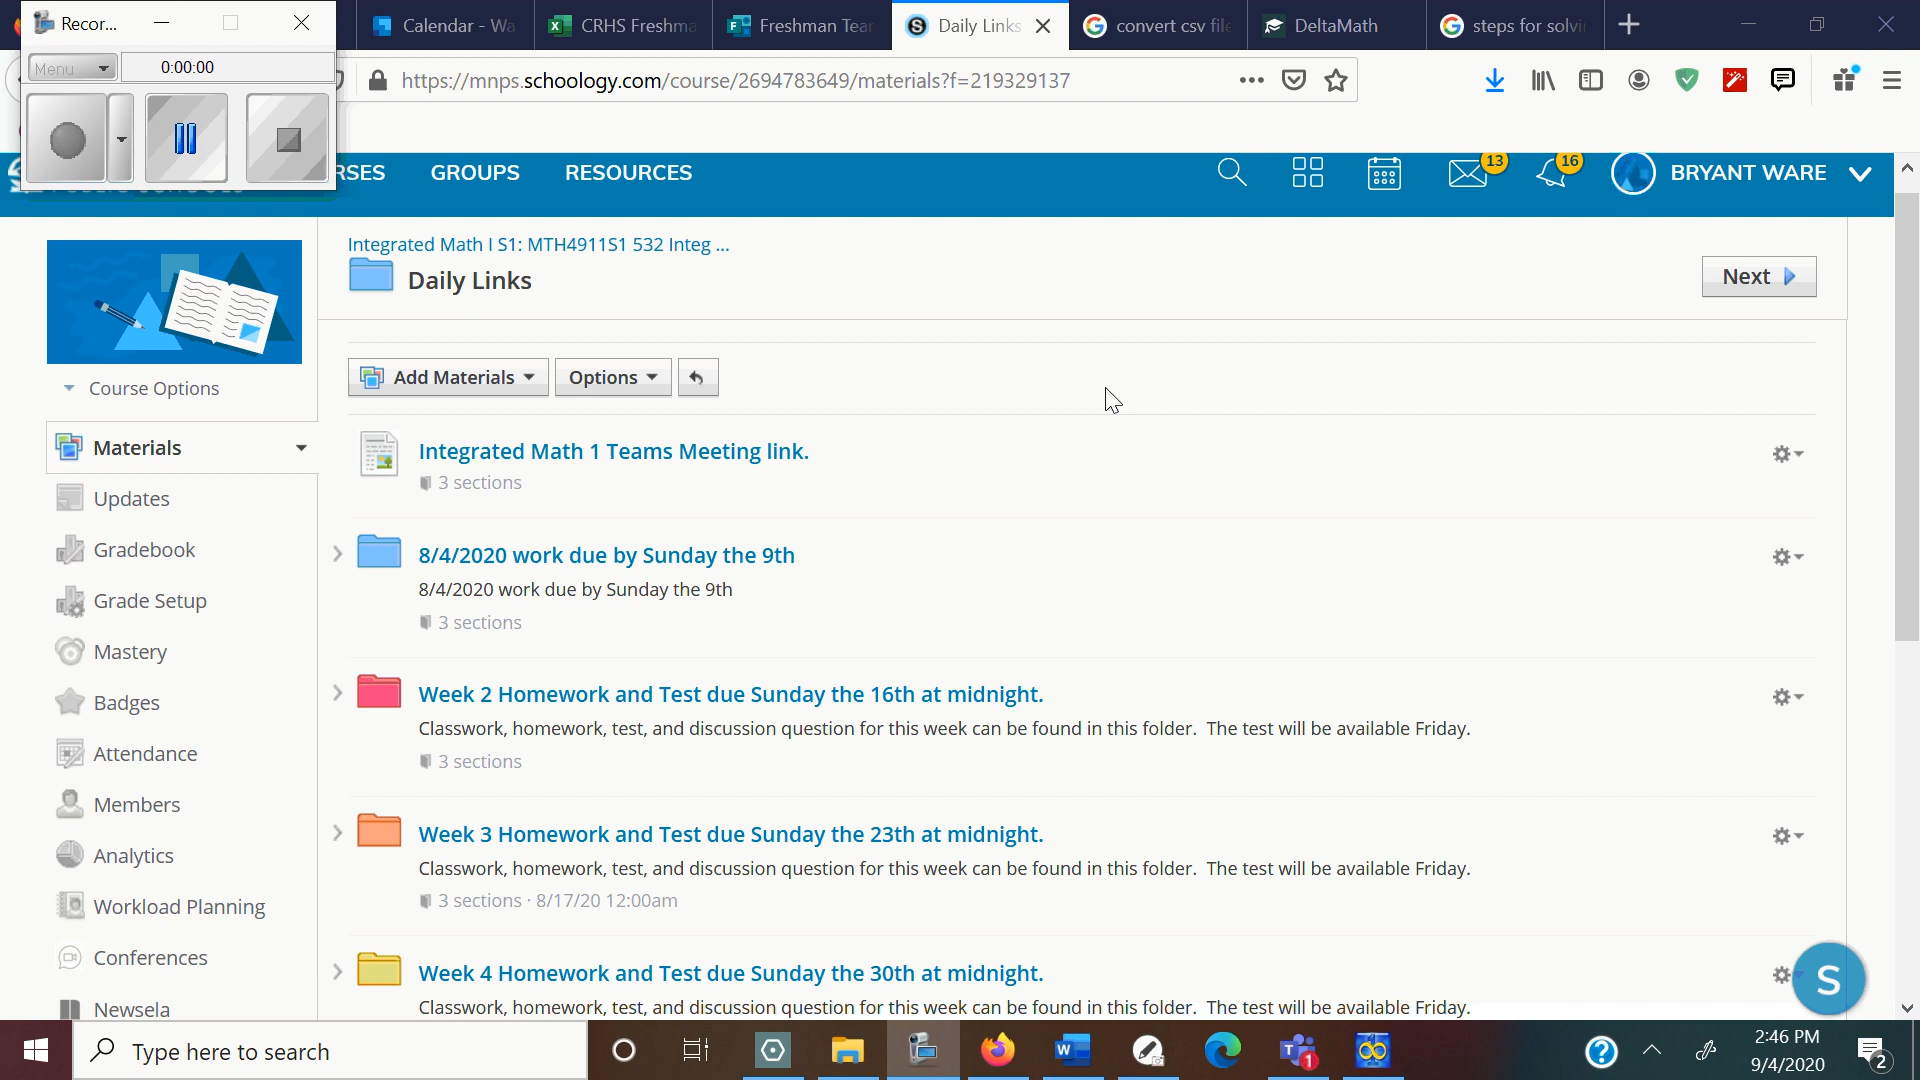 Recor...
Calendar - Wa
CRHS Freshma
Freshman Tear
Daily Links
convert csv file
DeltaMath
steps for solvi
Menu
0:00:00
https://mnps.schoology.com/course/2694783649/materials?f=219329137
RSES
GROUPS
RESOURCES
13
16
BRYANT WARE
Integrated Math I S1: MTH4911S1 532 Integ ...
Daily Links
Next
Course Options
Add Materials
Options
Materials
Updates
Gradebook
Grade Setup
Mastery
Badges
Attendance
Members
Analytics
Workload Planning
Conferences
Newsela
Integrated Math 1 Teams Meeting link.
3 sections
8/4/2020 work due by Sunday the 9th
8/4/2020 work due by Sunday the 9th
3 sections
Week 2 Homework and Test due Sunday the 16th at midnight.
Classwork, homework, test, and discussion question for this week can be found in this folder.  The test will be available Friday.
3 sections
Week 3 Homework and Test due Sunday the 23th at midnight.
Classwork, homework, test, and discussion question for this week can be found in this folder.  The test will be available Friday.
3 sections · 8/17/20 12:00am
Week 4 Homework and Test due Sunday the 30th at midnight.
Classwork, homework, test, and discussion question for this week can be found in this folder.  The test will be available Friday.
S
Type here to search
1
2:46 PM
9/4/2020
2